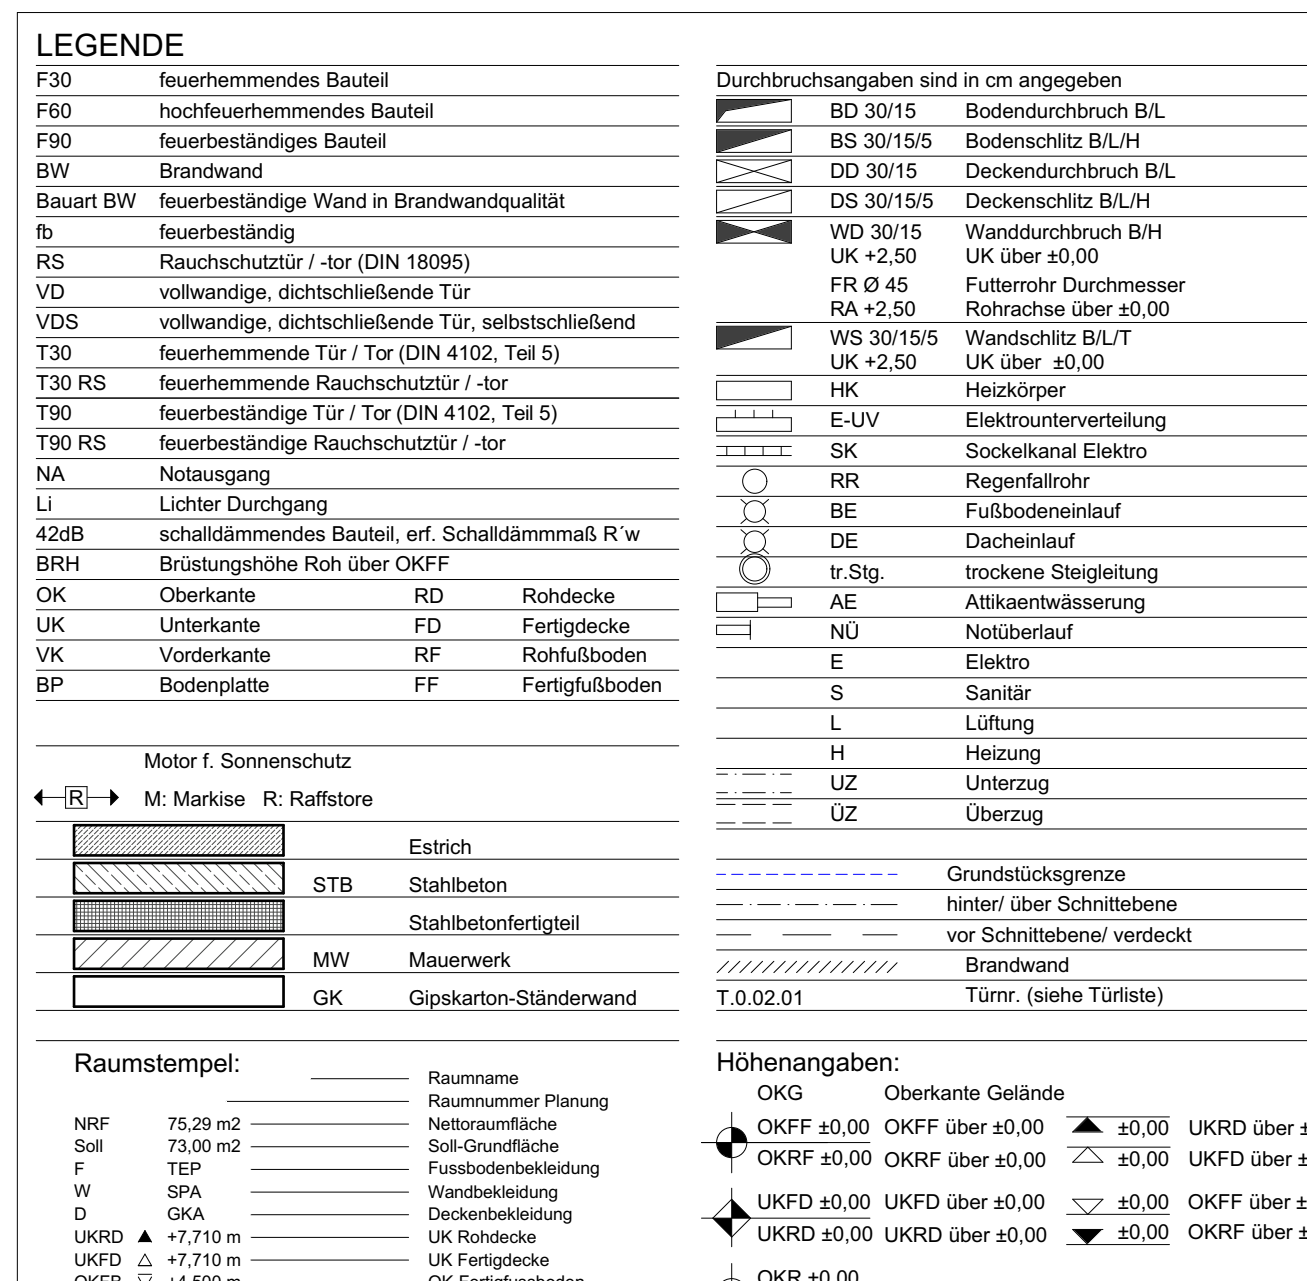 LEGENDE
F30 feuerhemmendes Bauteil
F60 hochfeuerhemmendes Bauteil
F90 feuerbeständiges Bauteil
BW Brandwand
Bauart BW feuerbeständige Wand in Brandwandqualität
fb feuerbeständig
RS Rauchschutztür / -tor (DIN 18095)
VD vollwandige, dichtschließende Tür
VDS vollwandige, dichtschließende Tür, selbstschließend
T30 feuerhemmende Tür / Tor (DIN 4102, Teil 5)
T30 RS feuerhemmende Rauchschutztür / -tor
T90 feuerbeständige Tür / Tor (DIN 4102, Teil 5)
T90 RS feuerbeständige Rauchschutztür / -tor
NA Notausgang
Li Lichter Durchgang
42dB schalldämmendes Bauteil, erf. Schalldämmmaß R´w
BRH Brüstungshöhe Roh über OKFF
OK Oberkante RD Rohdecke
UK Unterkante FD Fertigdecke
VK Vorderkante RF Rohfußboden
BP Bodenplatte FF Fertigfußboden
Motor f. Sonnenschutz
R M: Markise R: Raffstore
Estrich
STB Stahlbeton
Stahlbetonfertigteil
MW Mauerwerk
GK Gipskarton-Ständerwand
Raumstempel:
Raumname
Raumnummer Planung
NRF 75,29 m2 Nettoraumfläche
Soll 73,00 m2 Soll-Grundfläche
F TEP Fussbodenbekleidung
W SPA Wandbekleidung
D GKA Deckenbekleidung
UKRD +7,710 m UK Rohdecke
UKFD +7,710 m UK Fertigdecke
Durchbruchsangaben sind in cm angegeben
BD 30/15 Bodendurchbruch B/L
BS 30/15/5 Bodenschlitz B/L/H
DD 30/15 Deckendurchbruch B/L
DS 30/15/5 Deckenschlitz B/L/H
WD 30/15 Wanddurchbruch B/H
UK +2,50 UK über ±0,00
FR Ø 45 Futterrohr Durchmesser
RA +2,50 Rohrachse über ±0,00
WS 30/15/5 Wandschlitz B/L/T
UK +2,50 UK über ±0,00
HK Heizkörper
E-UV Elektrounterverteilung
SK Sockelkanal Elektro
RR Regenfallrohr
BE Fußbodeneinlauf
DE Dacheinlauf
tr.Stg. trockene Steigleitung
AE Attikaentwässerung
NÜ Notüberlauf
E Elektro
S Sanitär
L Lüftung
H Heizung
UZ Unterzug
ÜZ Überzug
Grundstücksgrenze
hinter/ über Schnittebene
vor Schnittebene/ verdeckt
Brandwand
T.0.02.01 Türnr. (siehe Türliste)
Höhenangaben:
OKG Oberkante Gelände
OKFF ±0,00 OKFF über ±0,00 ±0,00 UKRD über
OKRF ±0,00 OKRF über ±0,00 ±0,00 UKFD über
UKFD ±0,00 UKFD über ±0,00 ±0,00 OKFF über
UKRD ±0,00 UKRD über ±0,00 ±0,00 OKRF über